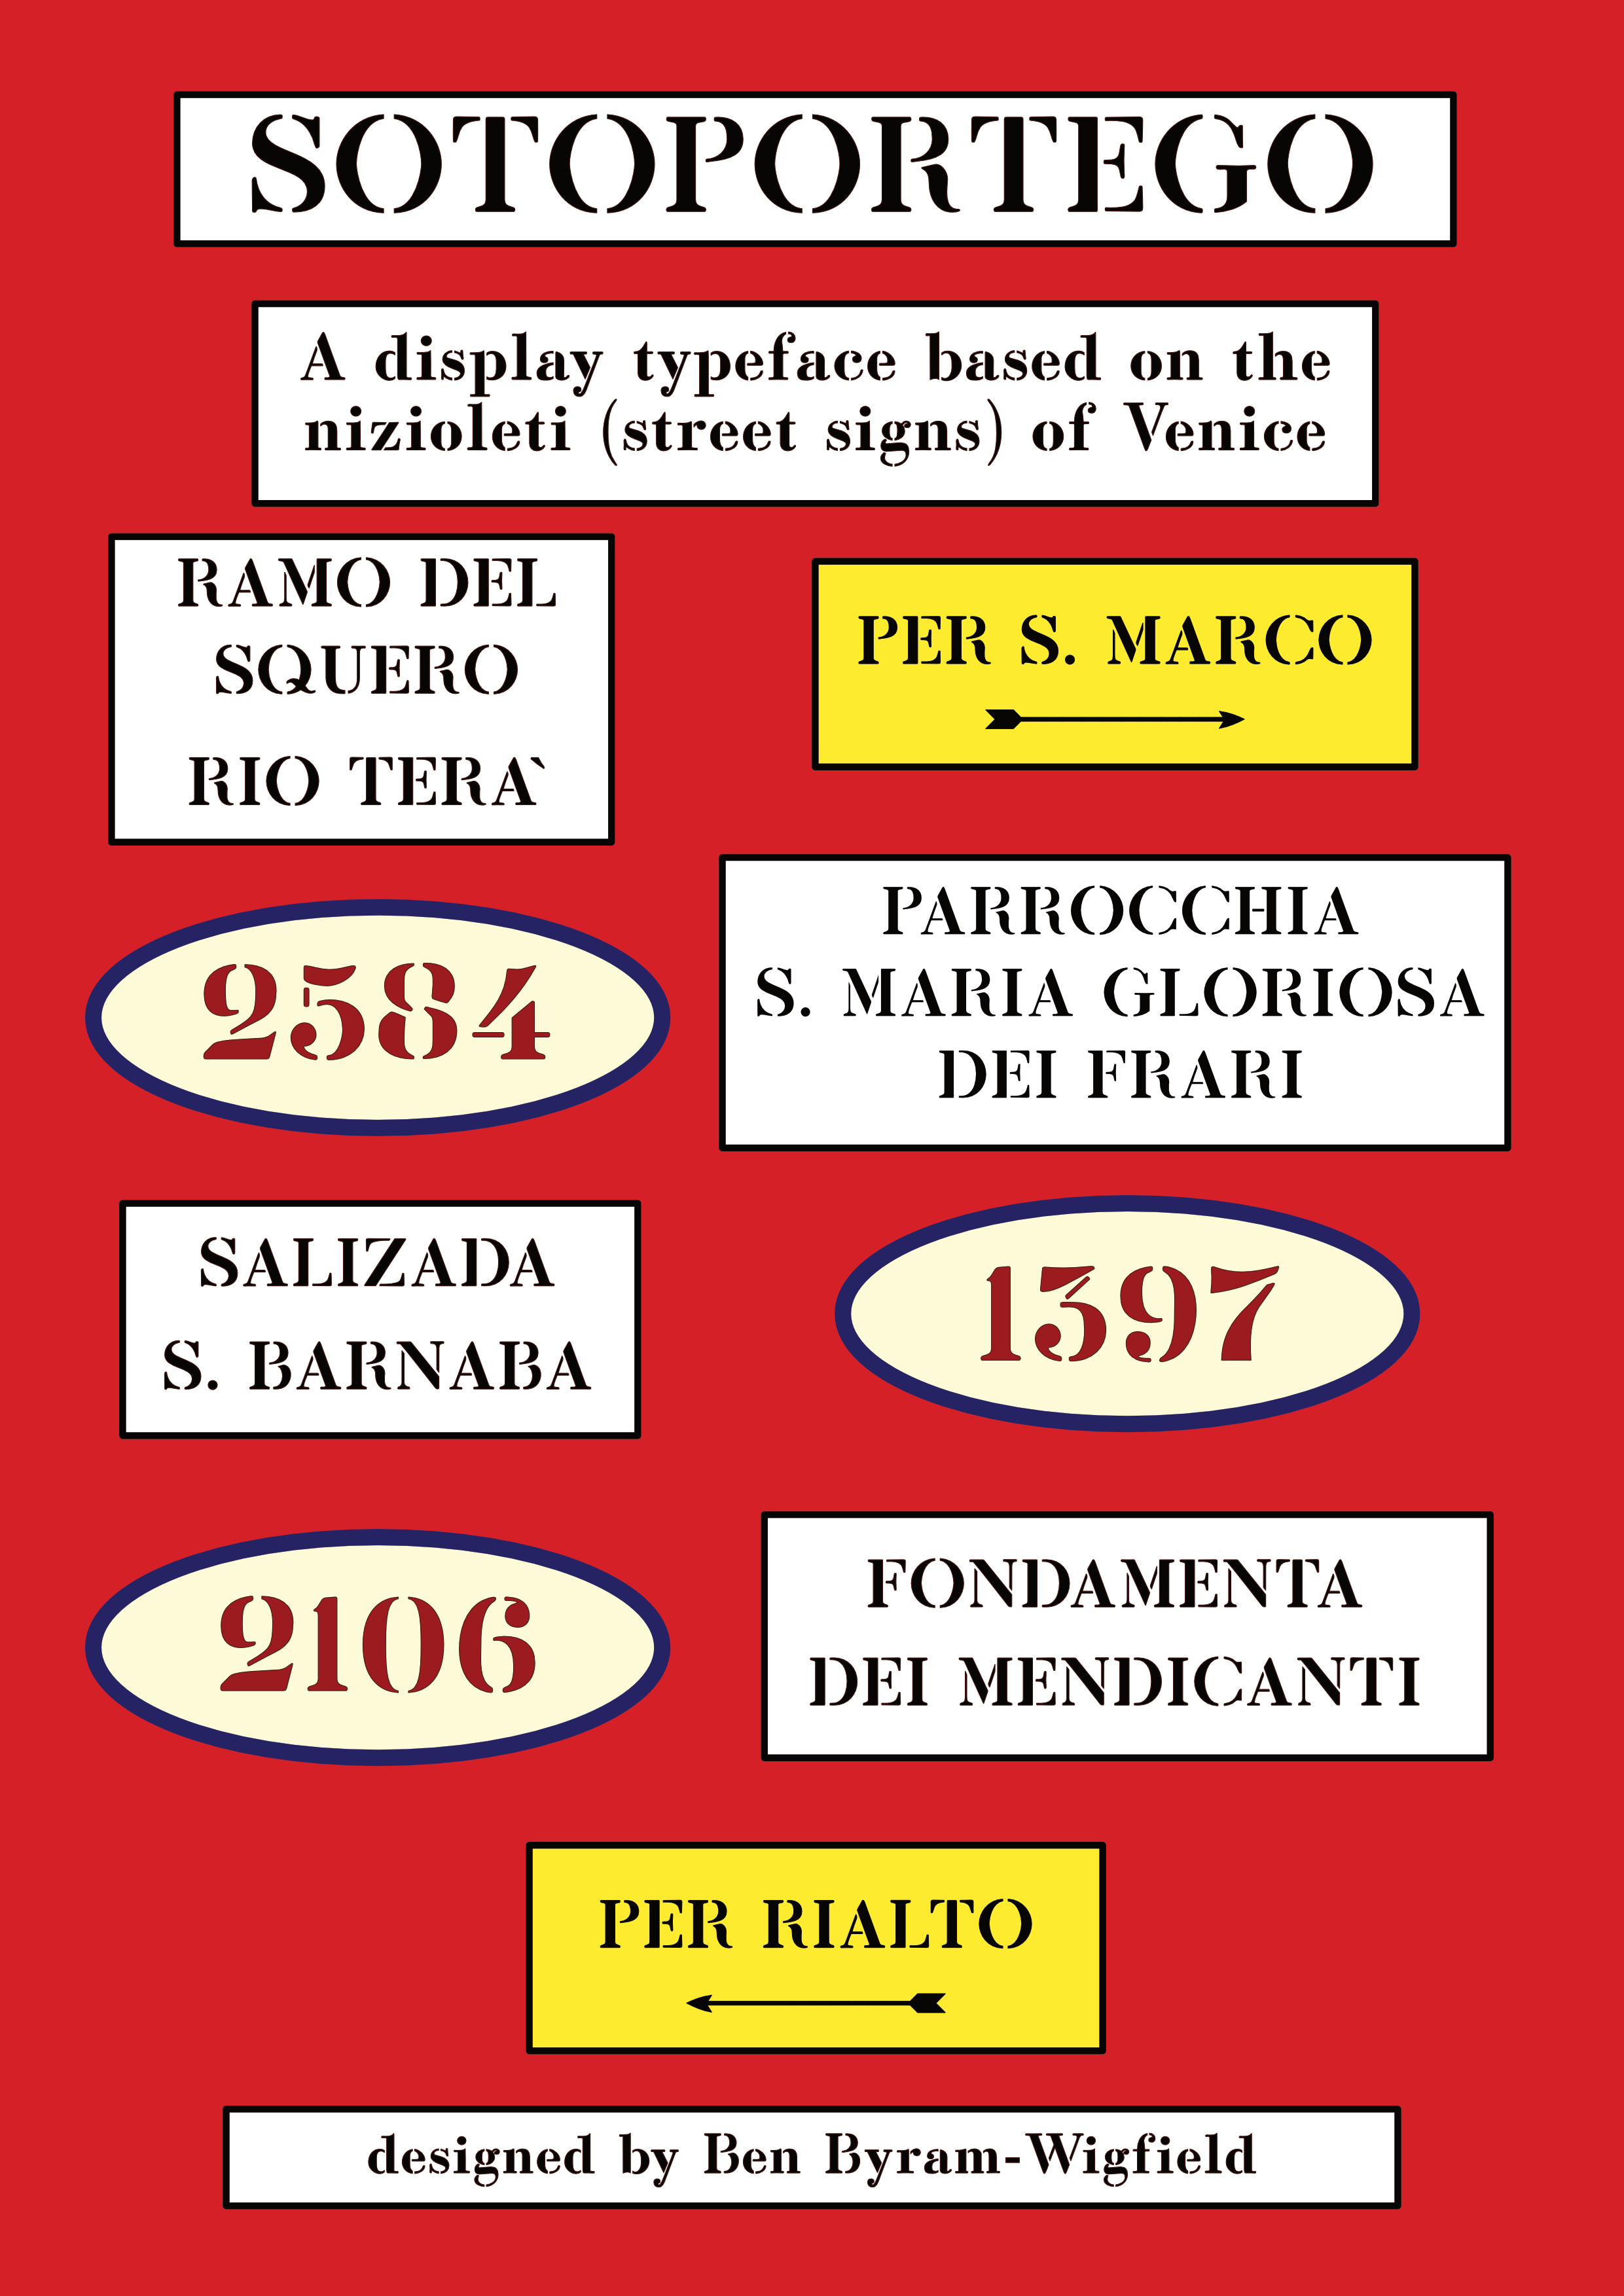 SOTOPORTEGO
A display typeface based on the
nizioleti (street signs) of Venice
RAMO DEL
SQUERO
RIO TERA`
PER S. MARCO
2584
PARROCCHIA
S. MARIA GLORIOSA
DEI FRARI
SALIZADA
S. BARNABA
1397
2106
FONDAMENTA
DEI MENDICANTI
PER RIALTO
designed by Ben Byram-Wigfield